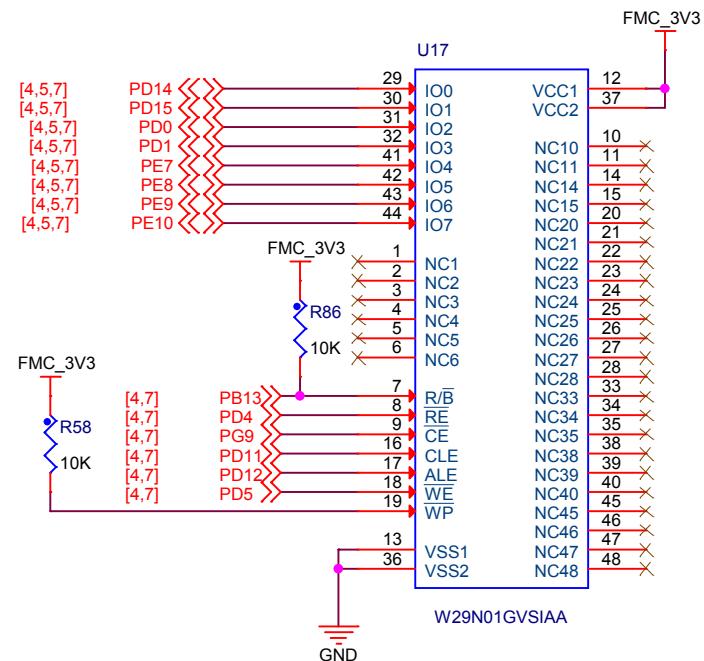 FMC_3V3
U17
[4,5,7] PD14 29 IO0 VCC1 12
[4,5,7] PD15 30 IO1 VCC2 37
[4,5,7] PD0 31 IO2
[4,5,7] PD1 32 IO3 NC10 10
[4,5,7] PE7 41 IO4 NC11 11
[4,5,7] PE8 42 IO5 NC14 14
[4,5,7] PE9 43 IO6 NC15 15
[4,5,7] PE10 44 IO7 NC20 20
NC21 21
FMC_3V3
1 NC1 NC22 22
2 NC2 NC23 23
3 NC3 NC24 24
R86
4 NC4 NC25 25
5 NC5 NC26 26
10K
6 NC6 NC27 27
FMC_3V3
NC28 28
[4,7] PB13 7 R/B̅ NC33 33
[4,7] PD4 8 R̅E̅ NC34 34
R58
[4,7] PG9 9 C̅E̅ NC35 35
[4,7] PD11 16 CLE NC38 38
10K
[4,7] PD12 17 ALE NC39 39
[4,7] PD5 18 W̅E̅ NC40 40
19 W̅P̅ NC45 45
NC46 46
13 VSS1 NC47 47
36 VSS2 NC48 48
W29N01GVSIAA
GND